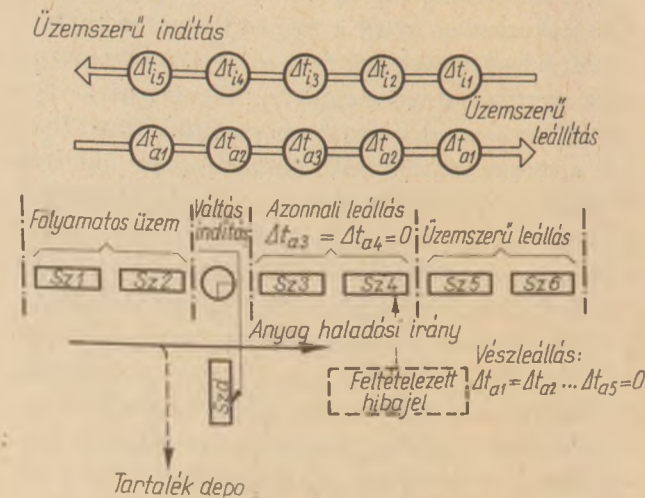 Üzemszerű indítás
Δti5 Δti4 Δti3 Δti2 Δti1
Üzemszerű
leállítás
Δta1 Δta2 Δta3 Δta2 Δta1
Folyamatos üzem
Váltás
indítás
Azonnali leállás
Δta3 = Δta4=0
Üzemszerű leállás
Sz1 Sz2 Sz3 Sz4 Sz5 Sz6
Anyag haladási irány
Szd
Feltételezett
hibajel
Vészleállás:
Δta1=Δta2...Δta5=0
Tartalék depo